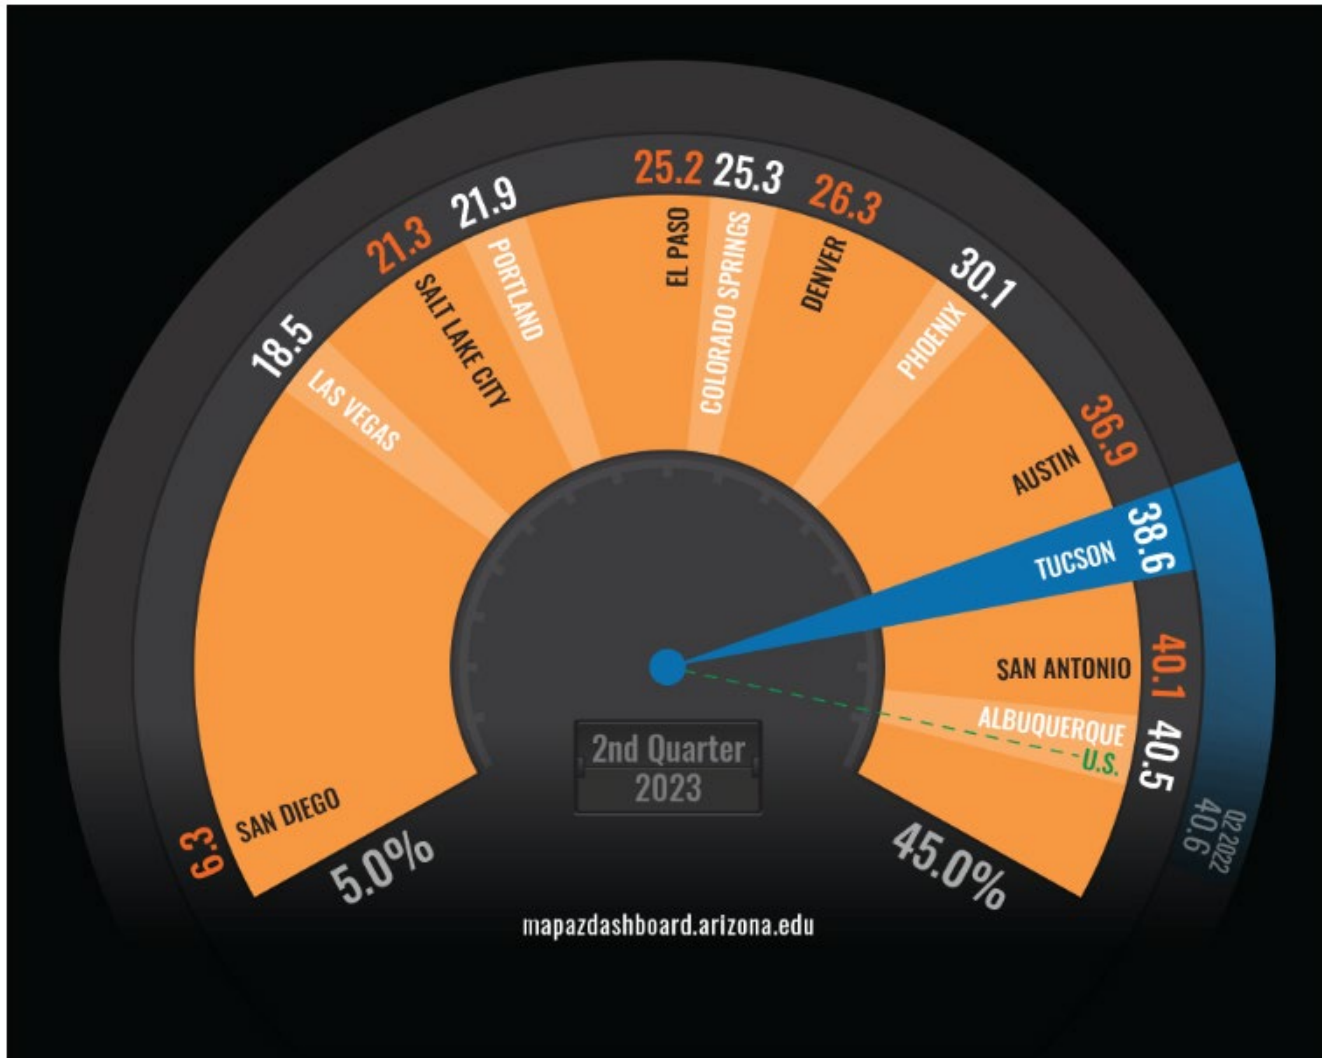 6.3
SAN DIEGO
18.5
LAS VEGAS
21.3
SALT LAKE CITY
21.9
PORTLAND
25.2
EL PASO
25.3
COLORADO SPRINGS
26.3
DENVER
30.1
PHOENIX
36.9
AUSTIN
38.6
TUCSON
40.1
SAN ANTONIO
40.5
ALBUQUERQUE
U.S.
Q2 2022
40.6
2nd Quarter
2023
5.0%
45.0%
mapazdashboard.arizona.edu